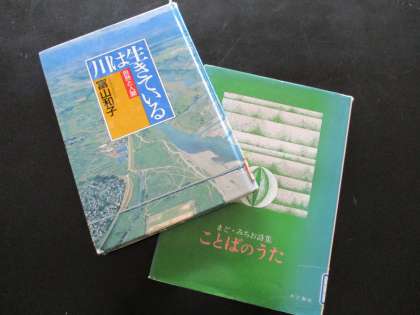 川は生きている
自然と人間
富山和子
まど・みちお詩集
ことばのうた